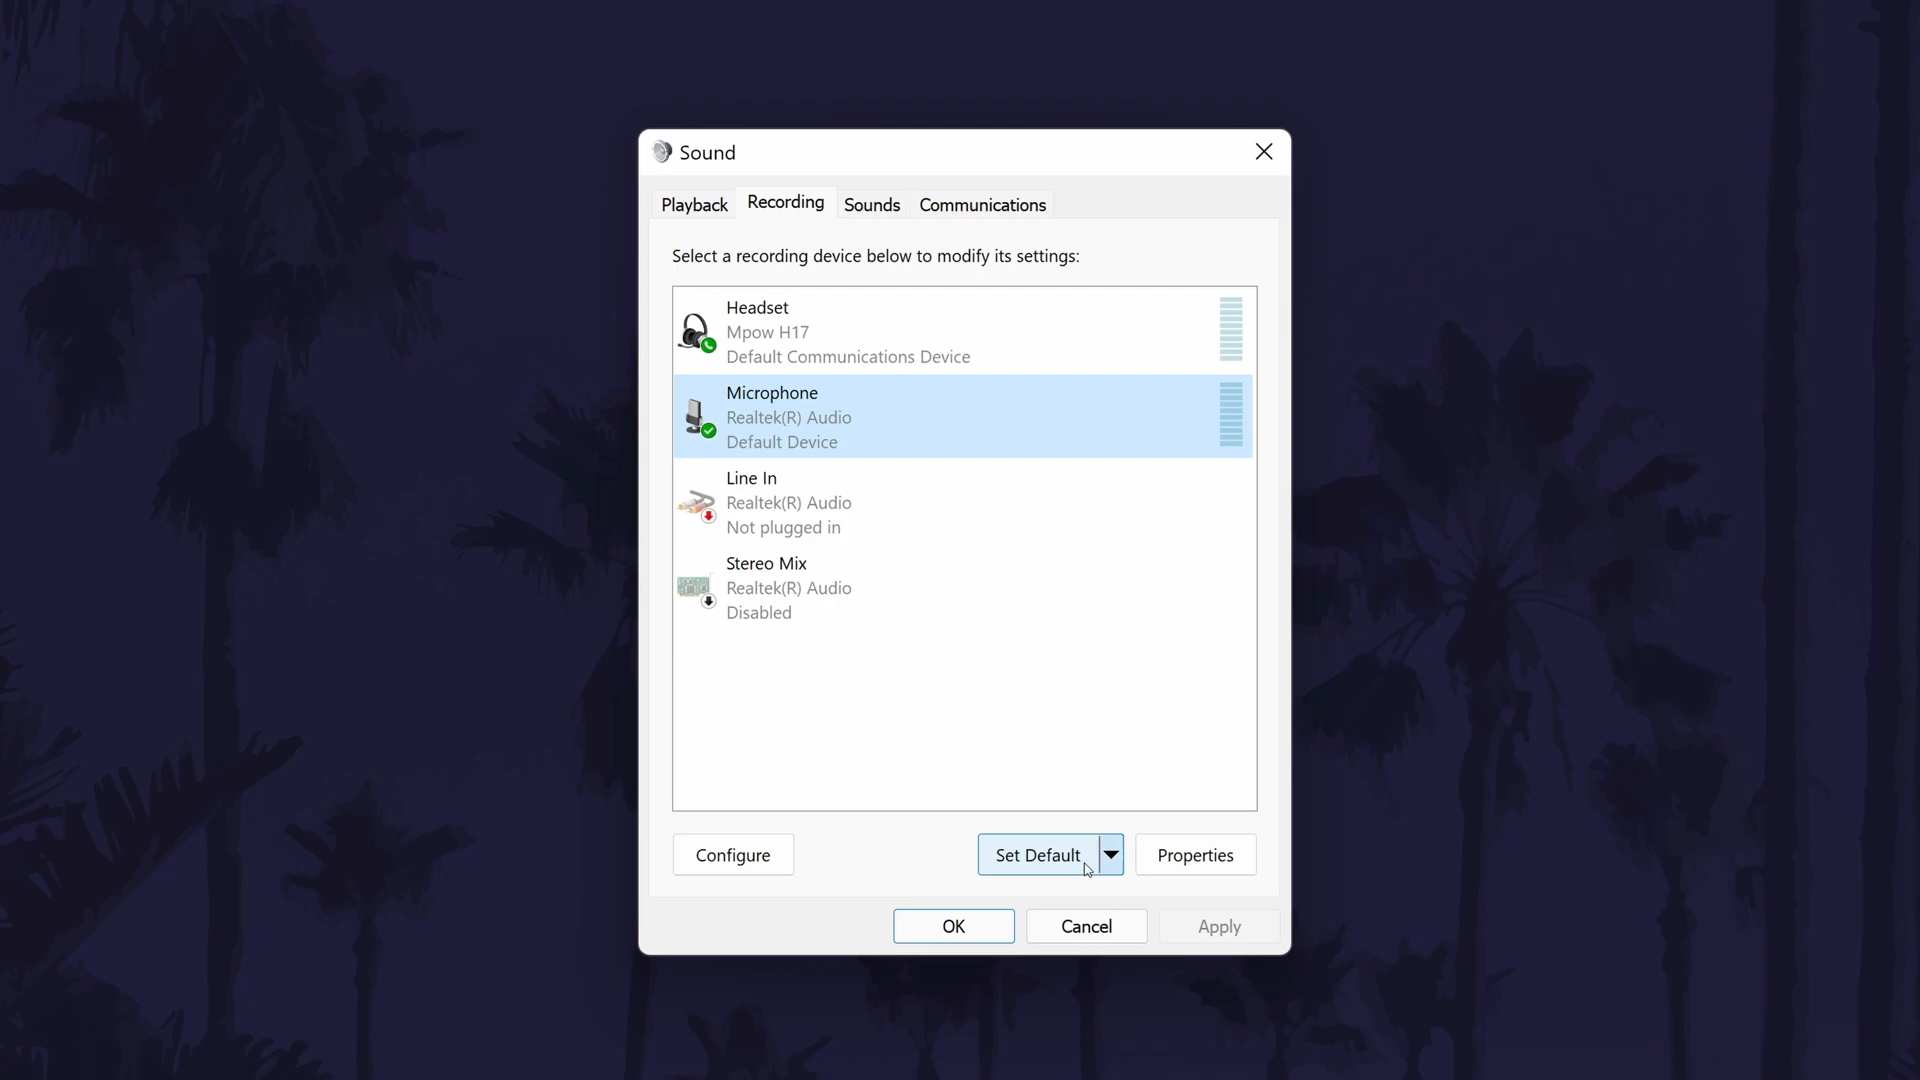 Sound
Playback Recording Sounds Communications
Select a recording device below to modify its settings:
Headset
Mpow H17
Default Communications Device
Microphone
Realtek(R) Audio
Default Device
Line In
Realtek(R) Audio
Not plugged in
Stereo Mix
Realtek(R) Audio
Disabled
Configure Set Default Properties
OK Cancel Apply